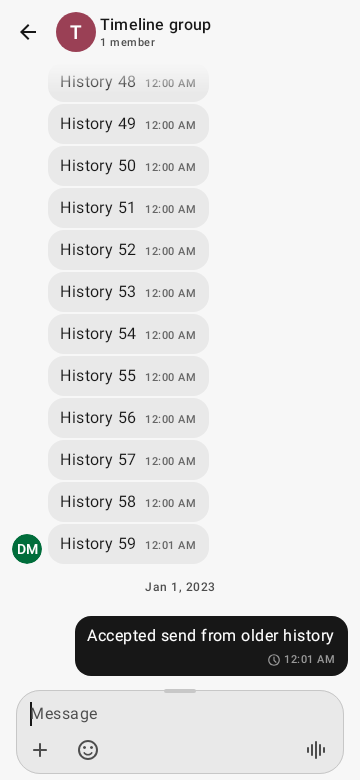 T
Timeline group
1 member
History 48 12:00 AM
History 49 12:00 AM
History 50 12:00 AM
History 51 12:00 AM
History 52 12:00 AM
History 53 12:00 AM
History 54 12:00 AM
History 55 12:00 AM
History 56 12:00 AM
History 57 12:00 AM
History 58 12:00 AM
History 59 12:01 AM
DM
Jan 1, 2023
Accepted send from older history
12:01 AM
Message